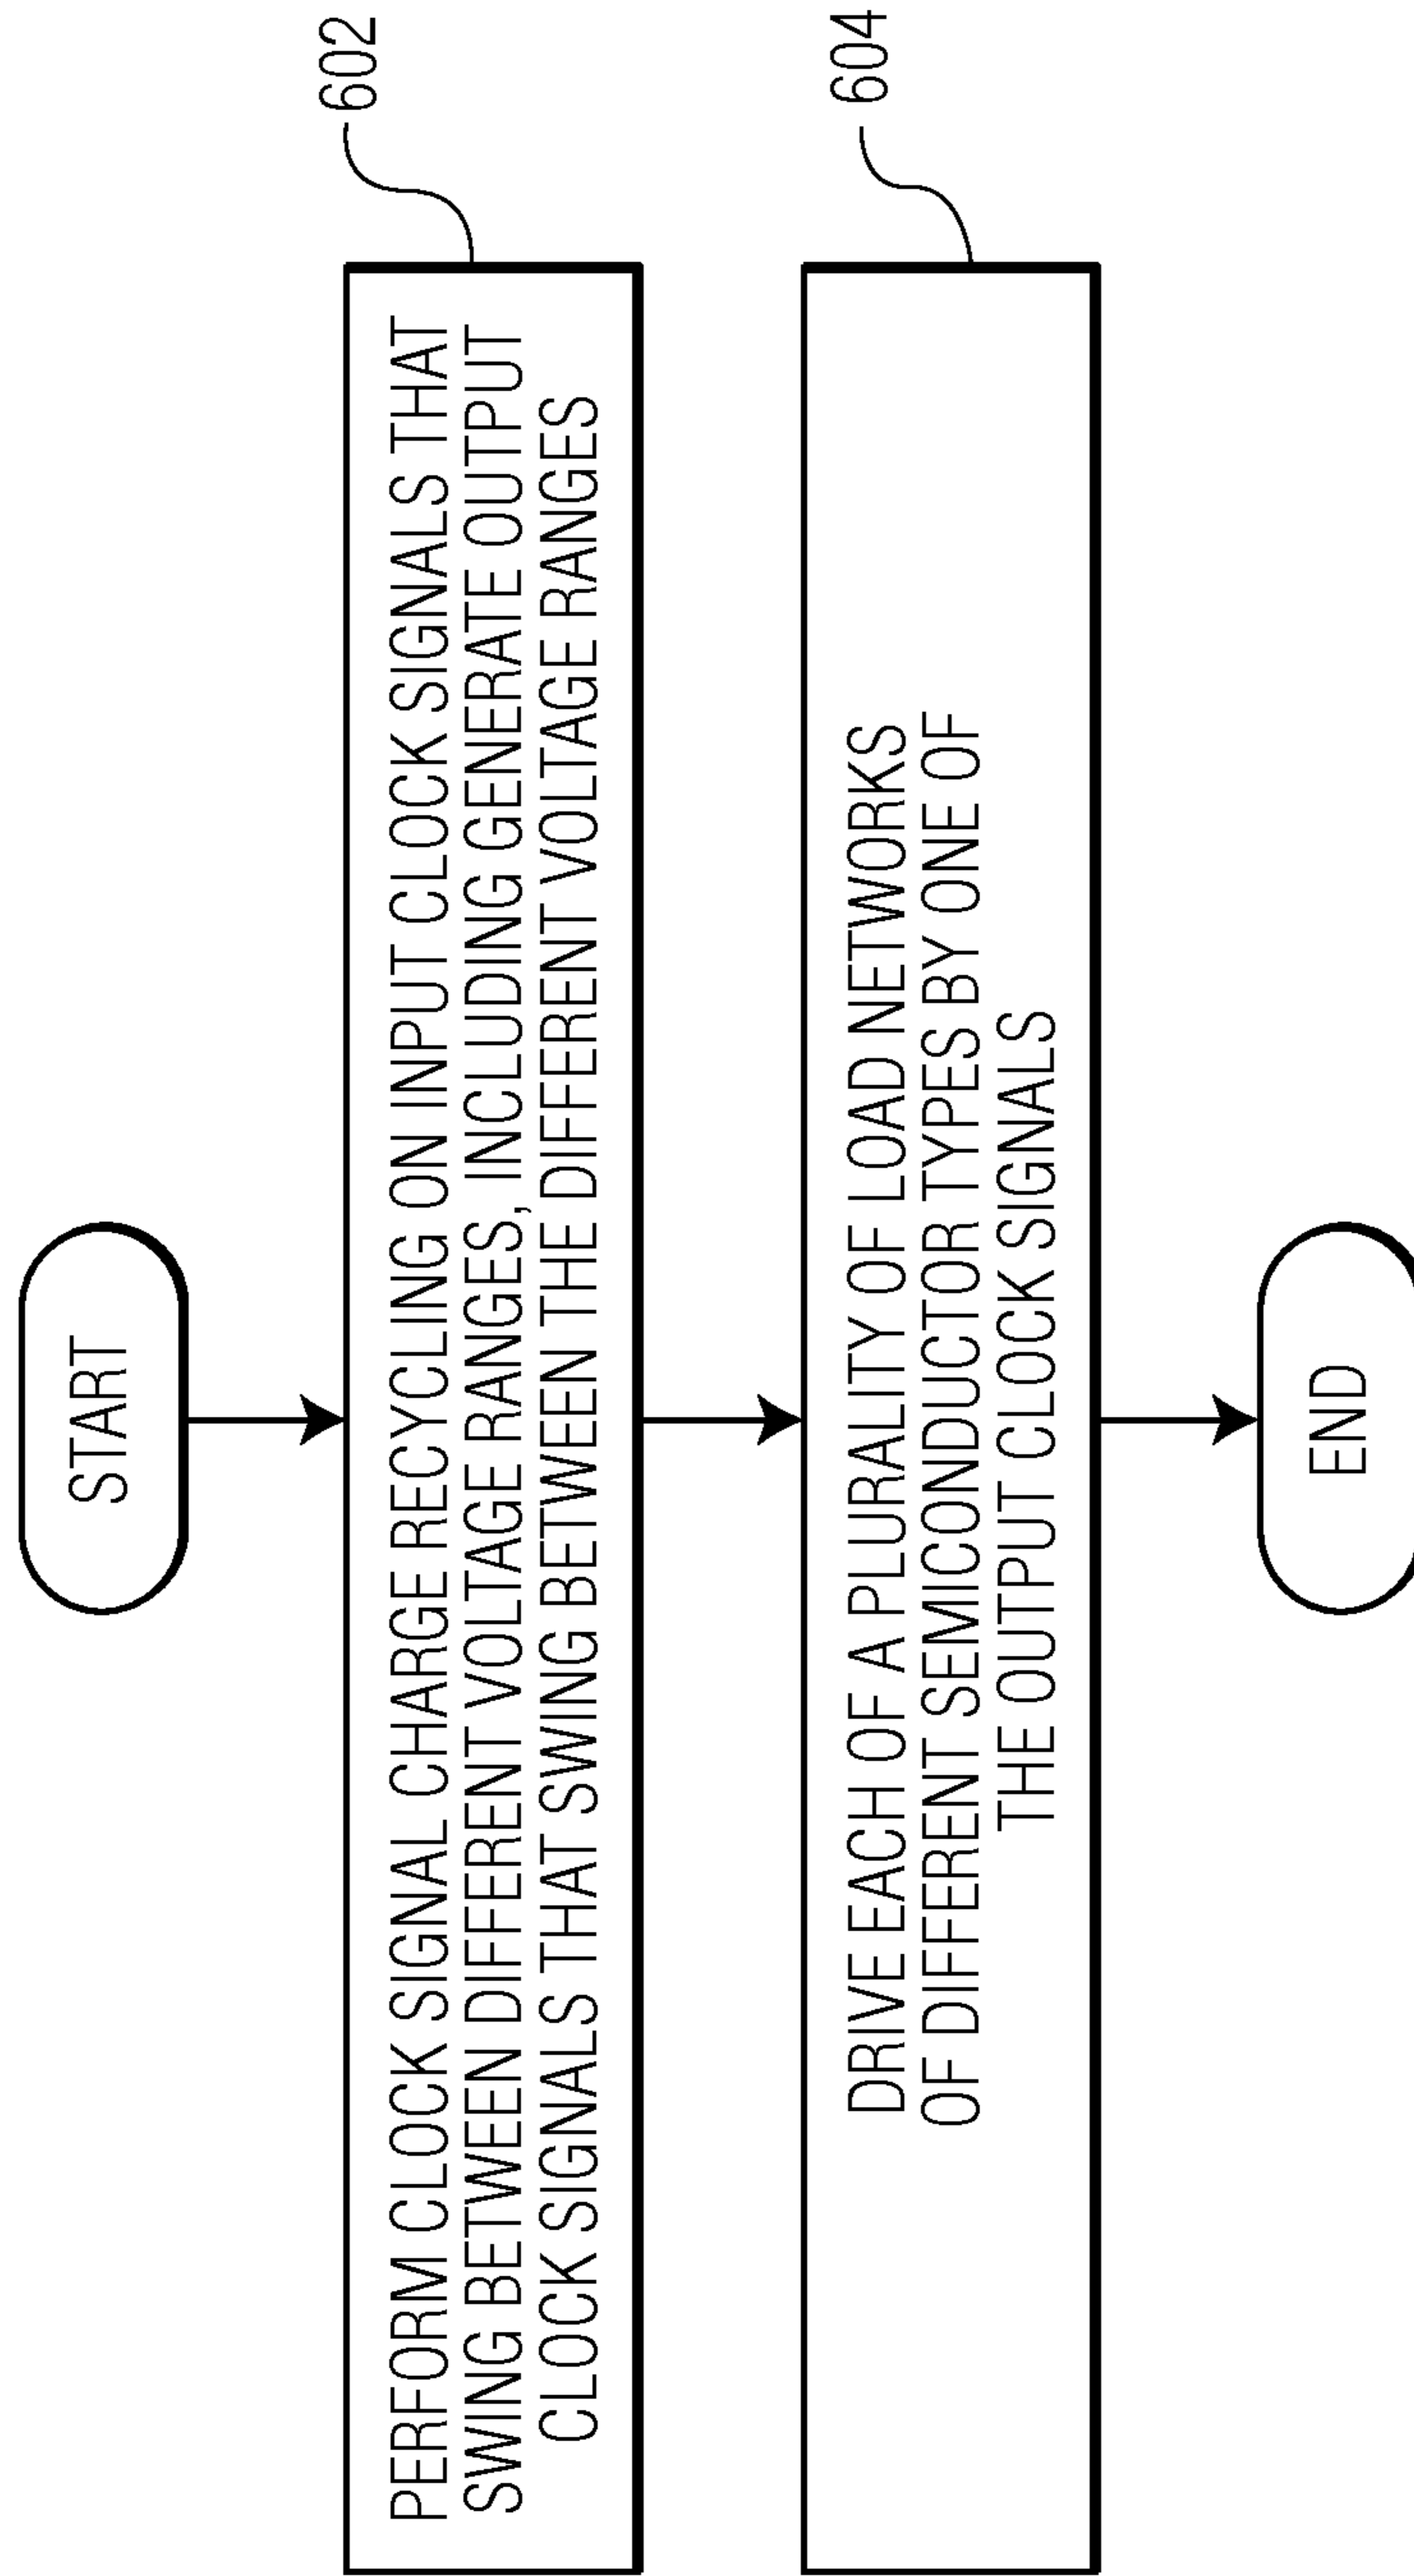 START
PERFORM CLOCK SIGNAL CHARGE RECYCLING ON INPUT CLOCK SIGNALS THAT
SWING BETWEEN DIFFERENT VOLTAGE RANGES, INCLUDING GENERATE OUTPUT
CLOCK SIGNALS THAT SWING BETWEEN THE DIFFERENT VOLTAGE RANGES
602
DRIVE EACH OF A PLURALITY OF LOAD NETWORKS
OF DIFFERENT SEMICONDUCTOR TYPES BY ONE OF
THE OUTPUT CLOCK SIGNALS
604
END